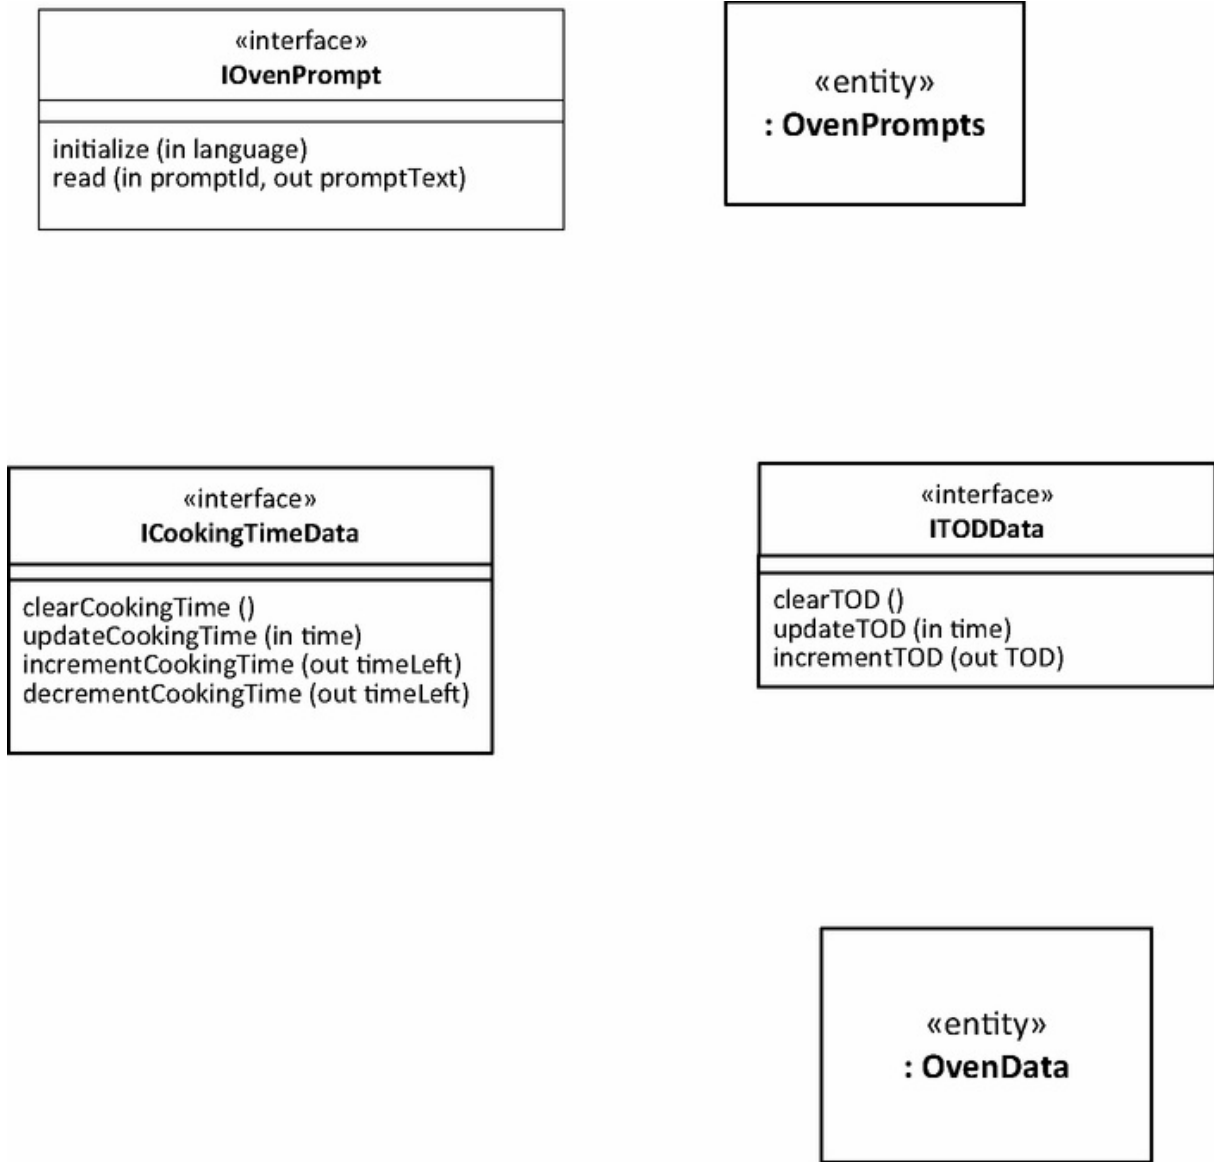 «interface»
IOvenPrompt
initialize (in language)
read (in promptId, out promptText)
«entity»
: OvenPrompts
«interface»
ICookingTimeData
clearCookingTime ()
updateCookingTime (in time)
incrementCookingTime (out timeLeft)
decrementCookingTime (out timeLeft)
«interface»
ITODData
clearTOD ()
updateTOD (in time)
incrementTOD (out TOD)
«entity»
: OvenData